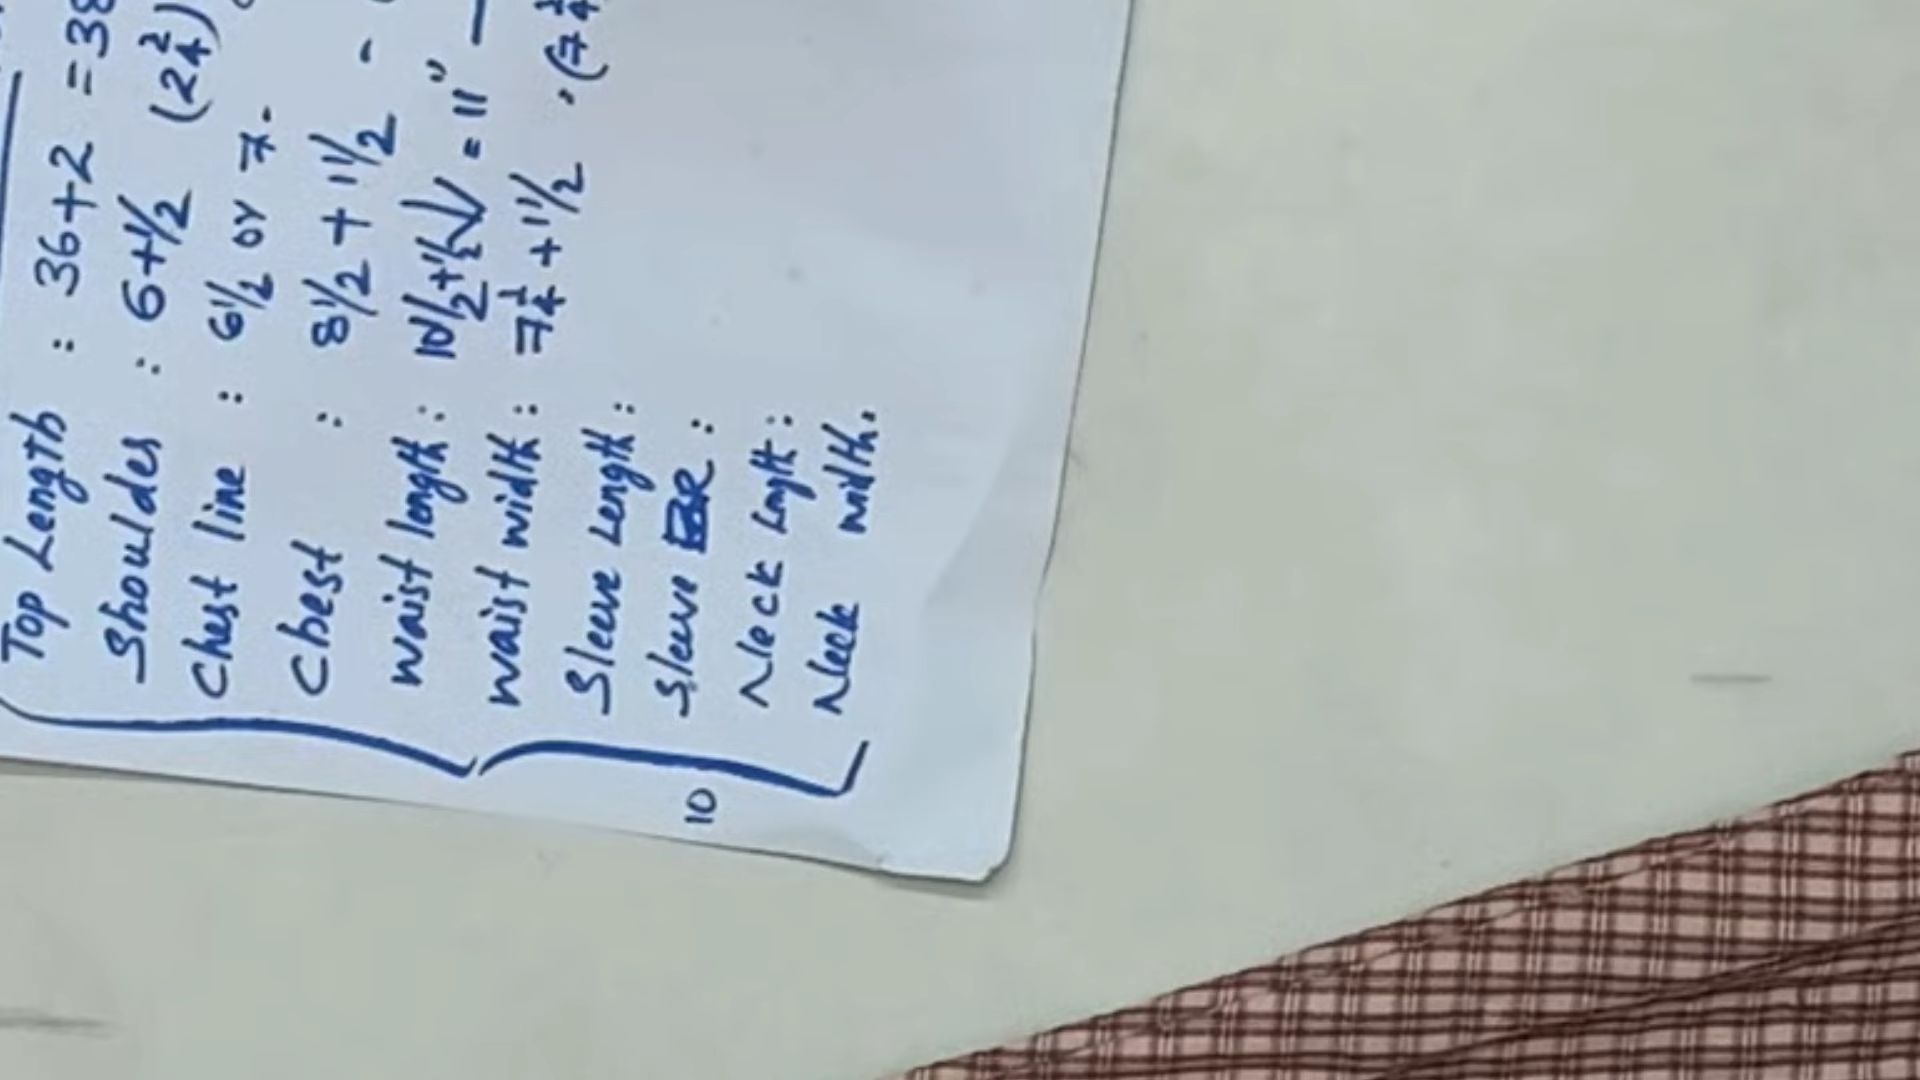 Top Length : 36+2 = 38
Shoulder : 6+1/2 (2 2/4)
Chest line : 6 1/2 or 7.
Chest : 8 1/2 + 1 1/2 -
Waist length : 10/2+1/2 = 11"
Waist width : 7 1/4 + 1 1/2
Sleeve Length :
Sleeve R :
Neck Length :
Neck width.
10